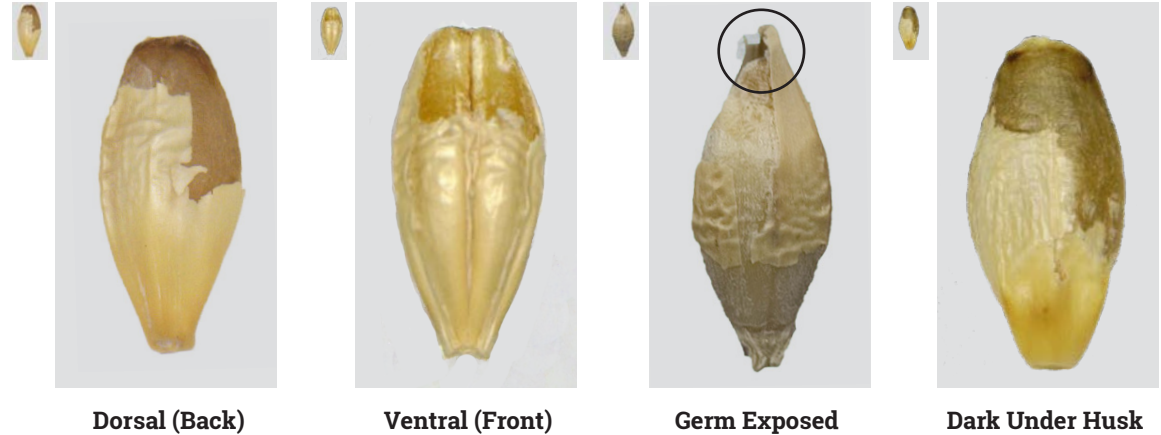 Dorsal (Back)
Ventral (Front)
Germ Exposed
Dark Under Husk